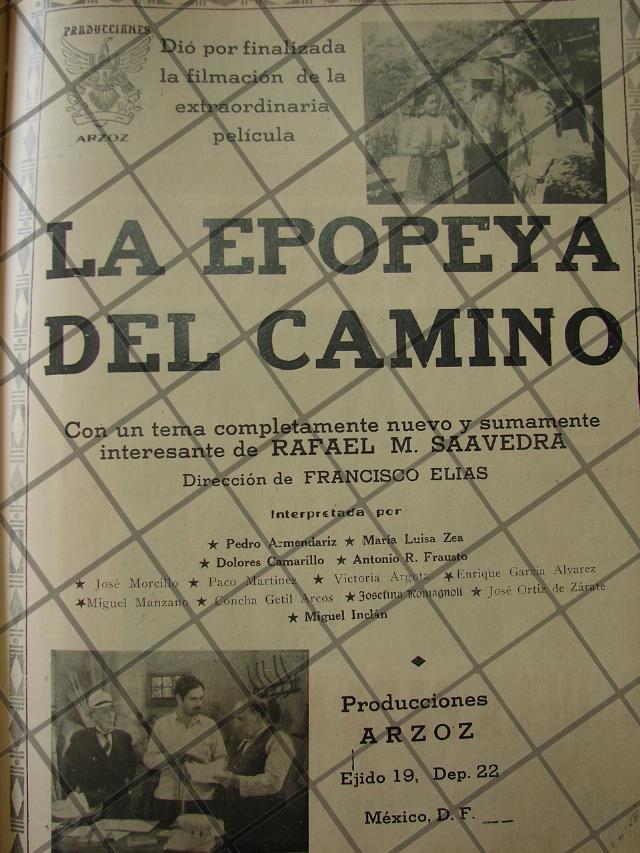 PRODUCCIONES
ARZOZ
Dió por finalizada
la filmación de la
extraordinaria
película
LA EPOPEYA
DEL CAMINO
Con un tema completamente nuevo y sumamente
interesante de RAFAEL M. SAAVEDRA
Dirección de FRANCISCO ELIAS
Interpretada por
★ Pedro Armendariz ★ María Luisa Zea
★ Dolores Camarillo ★ Antonio R. Frausto
★ José Morcillo ★ Paco Martínez ★ Victoria Argota ★ Enrique García Alvarez
★ Miguel Manzano ★ Concha Getil Arcos ★ Josefina Romagnoli ★ José Ortiz de Zárate
★ Miguel Inclán
Producciones
ARZOZ
Ejido 19, Dep. 22
México, D. F.